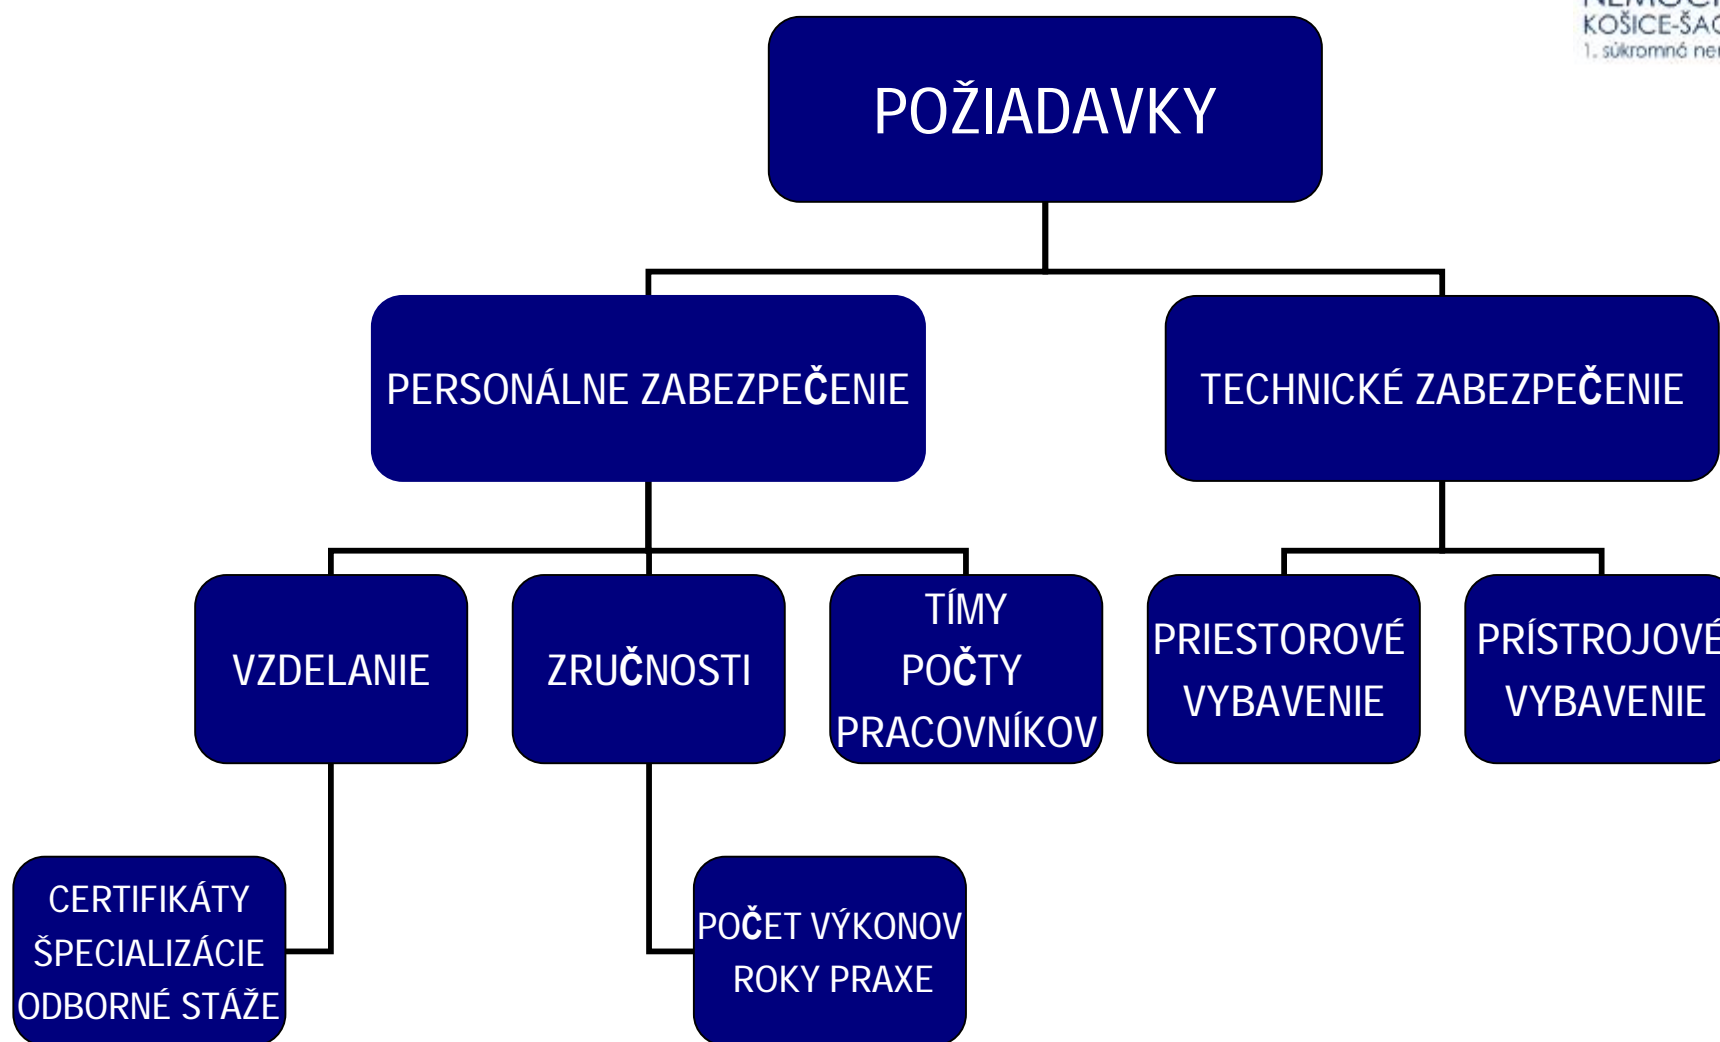 KOŠICE-ŠA
1. súkromná
POŽIADAVKY
PERSONÁLNE ZABEZPEČENIE
TECHNICKÉ ZABEZPEČENIE
VZDELANIE
ZRUČNOSTI
TÍMY
POČTY
PRACOVNÍKOV
PRIESTOROVÉ
VYBAVENIE
PRÍSTROJOVÉ
VYBAVENIE
CERTIFIKÁTY
ŠPECIALIZÁCIE
ODBORNÉ STÁŽE
POČET VÝKONOV
ROKY PRAXE